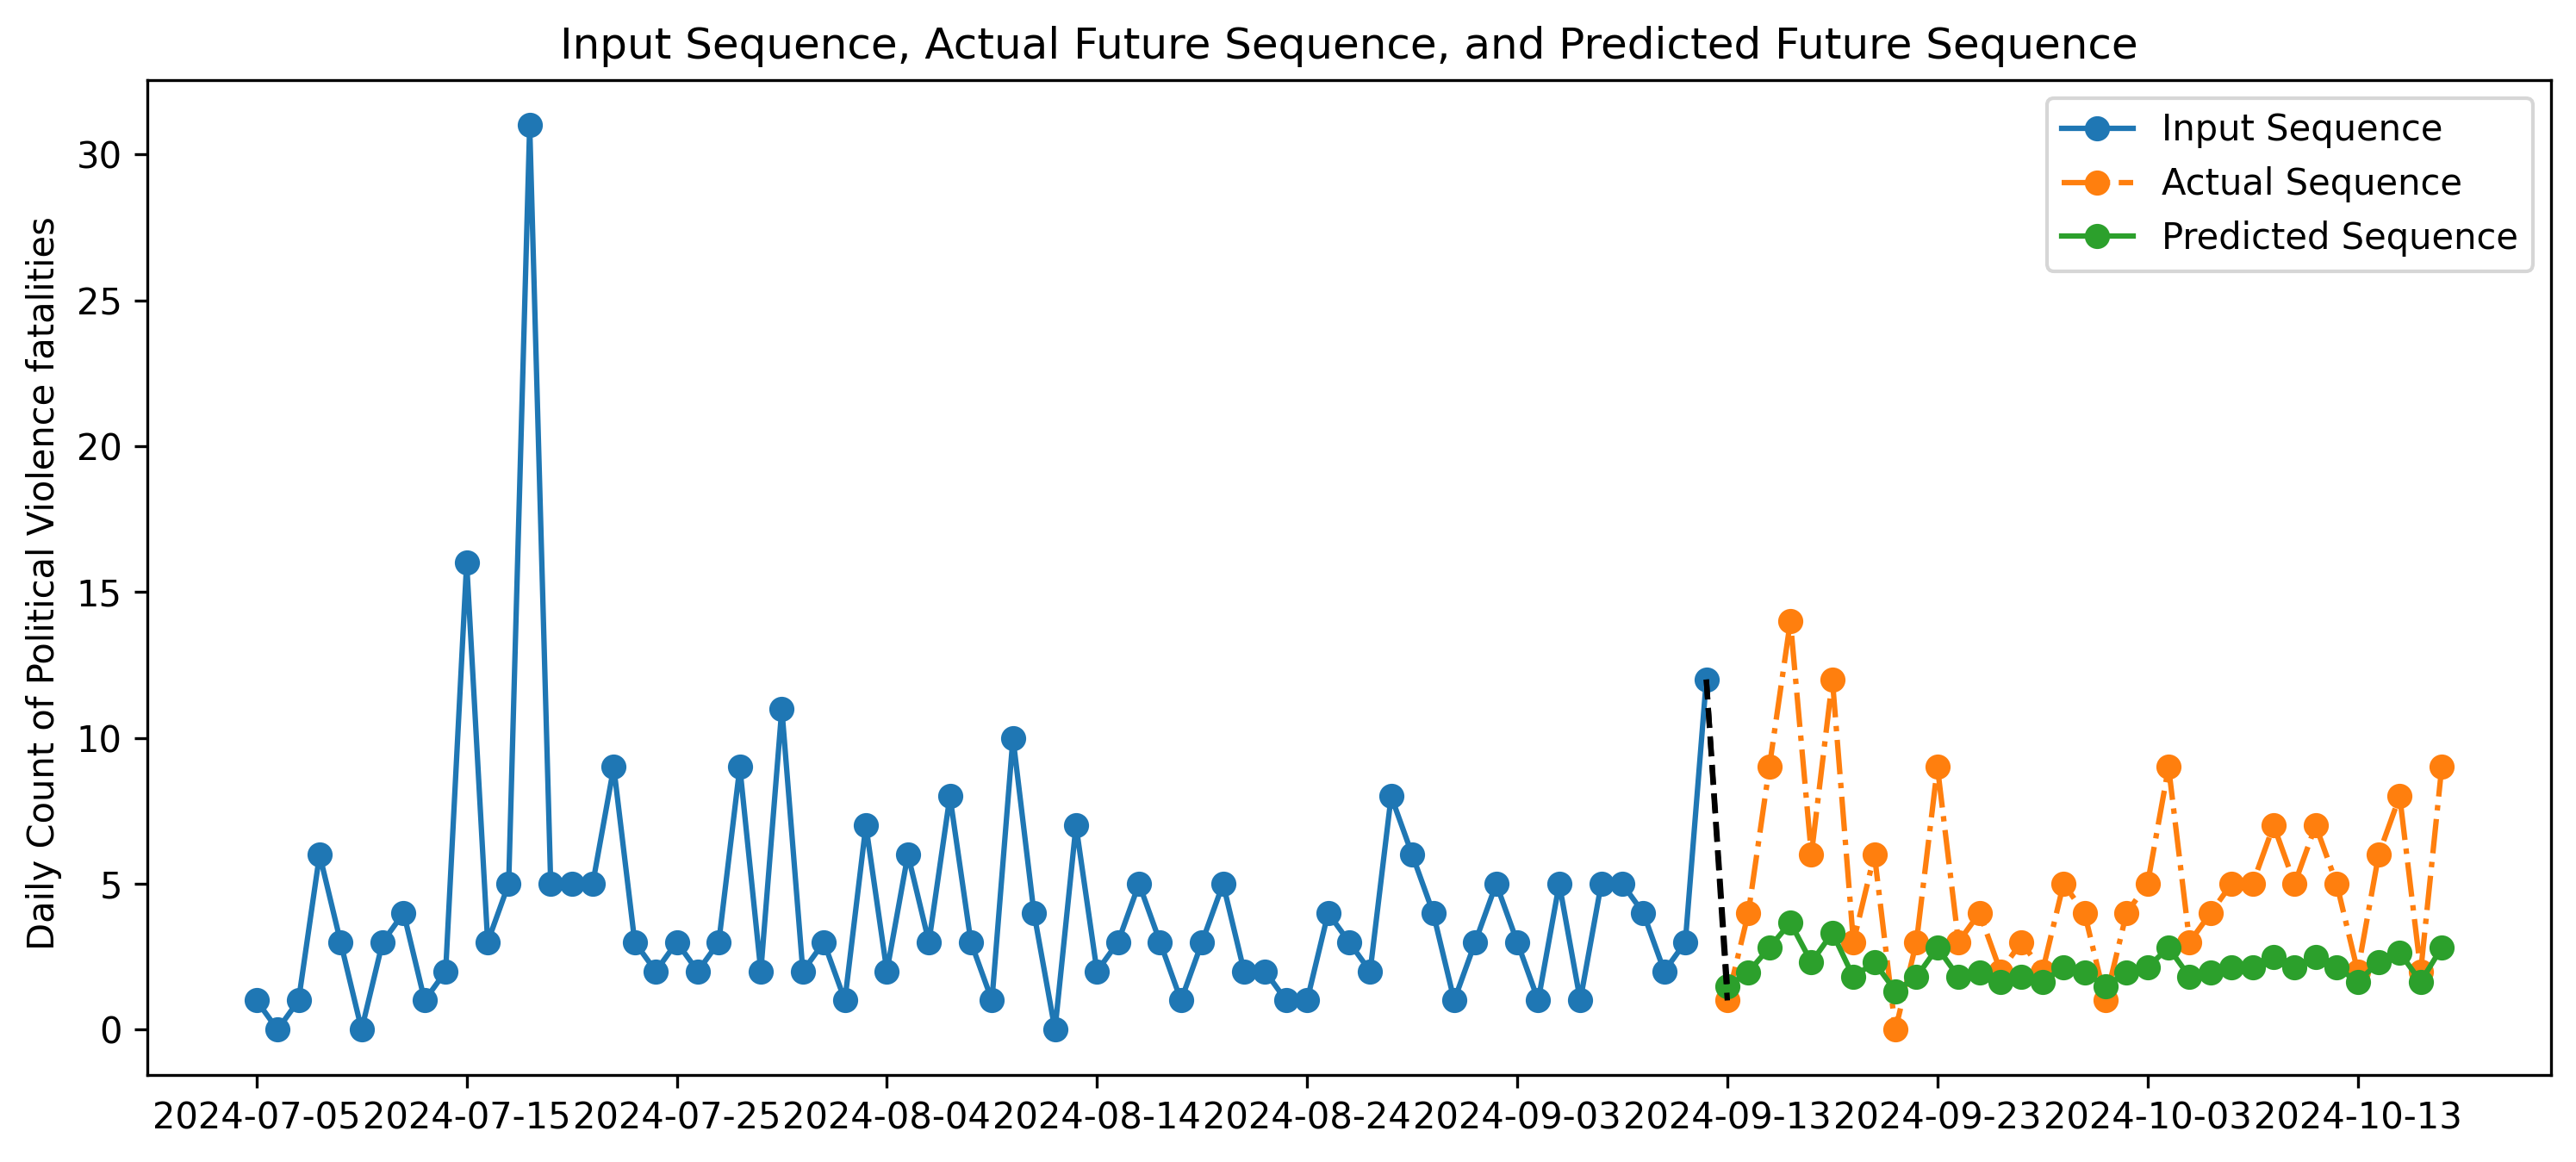 Input Sequence, Actual Future Sequence, and Predicted Future Sequence
Input Sequence
Actual Sequence
Predicted Sequence
Daily Count of Political Violence fatalities
30
25
20
15
10
5
0
2024-07-05 2024-07-15 2024-07-25 2024-08-04 2024-08-14 2024-08-24 2024-09-03 2024-09-13 2024-09-23 2024-10-03 2024-10-13